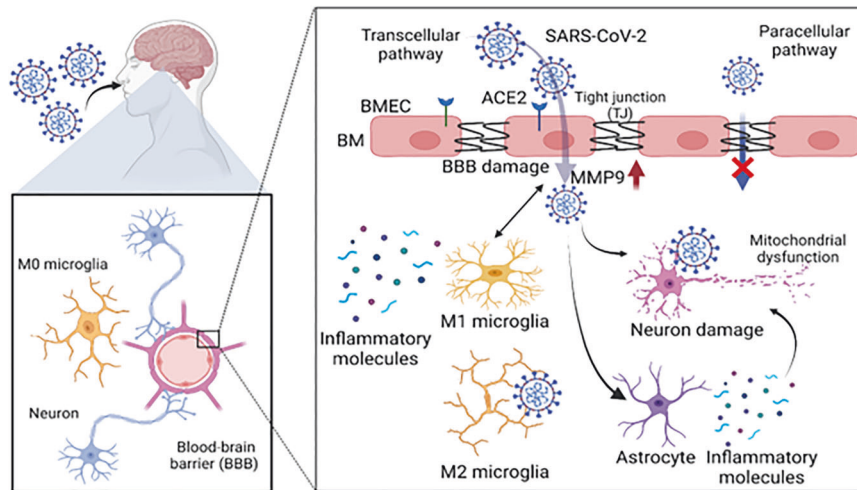 Transcellular
pathway
SARS-CoV-2
Paracellular
pathway
BMEC
ACE2
Tight junction
(TJ)
BM
BBB damage
MMP9
M0 microglia
Neuron
Blood-brain
barrier (BBB)
Inflammatory
molecules
M1 microglia
M2 microglia
Mitochondrial
dysfunction
Neuron damage
Astrocyte
Inflammatory
molecules